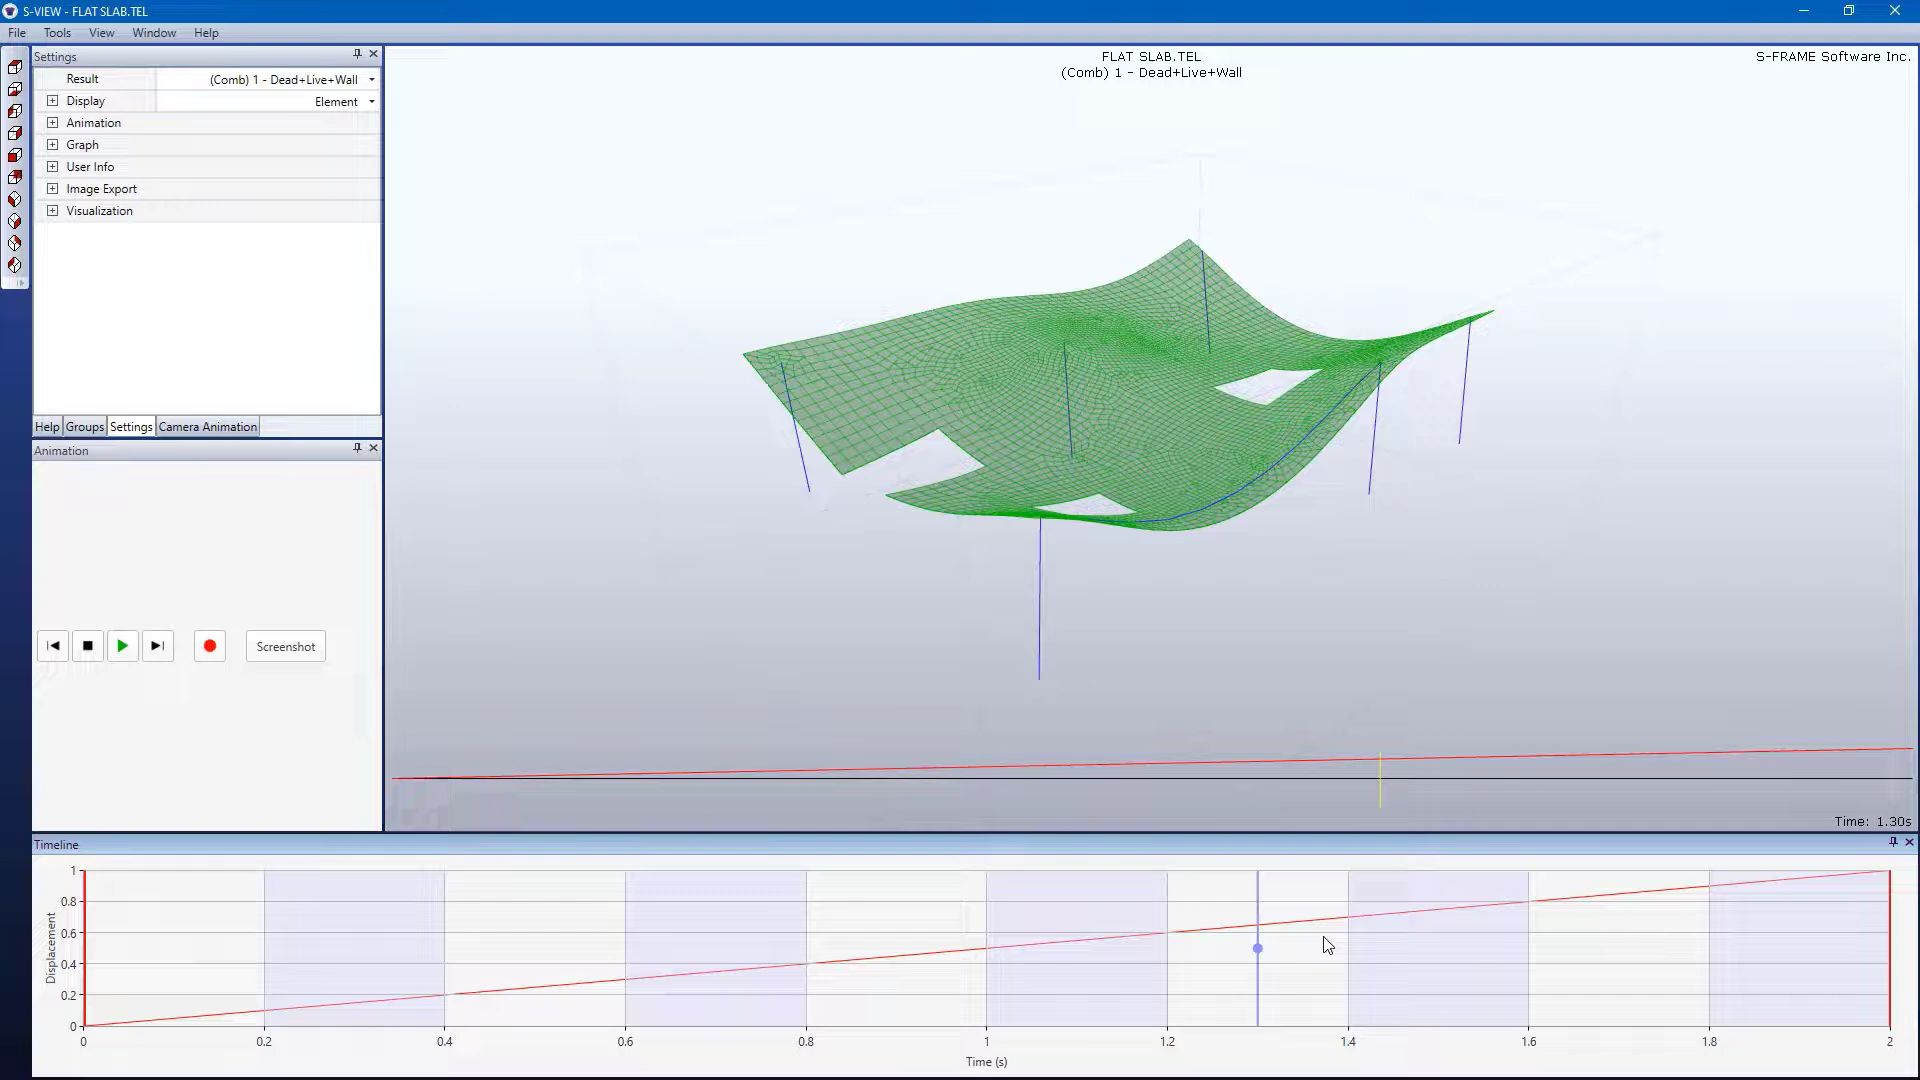 S-VIEW - FLAT SLAB.TEL
File Tools View Window Help
Settings
Result (Comb) 1 - Dead+Live+Wall
Display Element
Animation
Graph
User Info
Image Export
Visualization
Help Groups Settings Camera Animation
Animation
Screenshot
FLAT SLAB.TEL
(Comb) 1 - Dead+Live+Wall
S-FRAME Software Inc.
Time: 1.30s
Timeline
Displacement
1
0.8
0.6
0.4
0.2
0
0 0.2 0.4 0.6 0.8 1 1.2 1.4 1.6 1.8 2
Time (s)